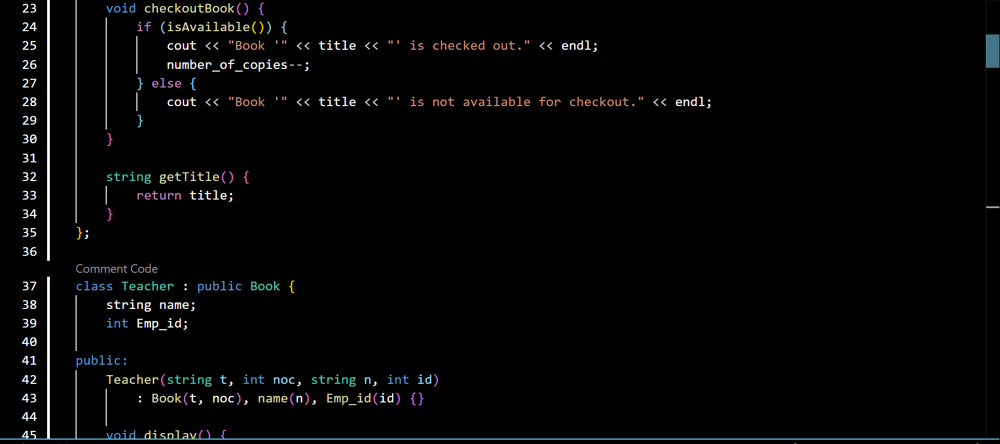 23 void checkoutBook() {
24 if (isAvailable()) {
25 cout << "Book '" << title << "' is checked out." << endl;
26 number_of_copies--;
27 } else {
28 cout << "Book '" << title << "' is not available for checkout." << endl;
29 }
30 }
31
32 string getTitle() {
33 return title;
34 }
35 };
36
Comment Code
37 class Teacher : public Book {
38 string name;
39 int Emp_id;
40
41 public:
42 Teacher(string t, int noc, string n, int id)
43 : Book(t, noc), name(n), Emp_id(id) {}
44
45 void display() {